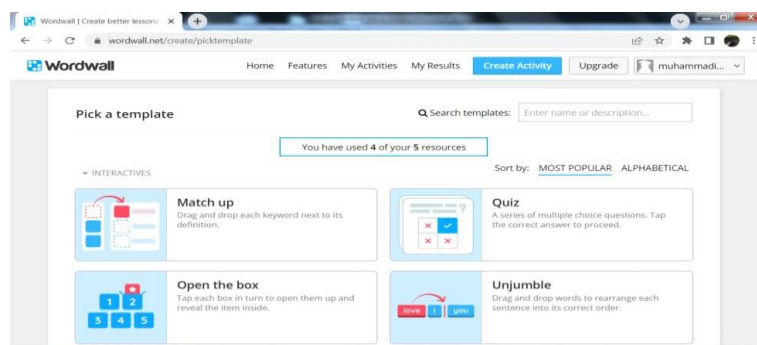 Wordwall | Create better lessons
wordwall.net/create/picktemplate
Wordwall Home Features My Activities My Results Create Activity Upgrade muhammadi...
Pick a template Search templates: Enter name or description...
You have used 4 of your 5 resources
INTERACTIVES Sort by: MOST POPULAR ALPHABETICAL
Match up
Drag and drop each keyword next to its
definition.
Quiz
A series of multiple choice questions. Tap
the correct answer to proceed.
?
Open the box
Tap each box in turn to open them up and
reveal the item inside.
1 2
3 4 5
Unjumble
Drag and drop words to rearrange each
sentence into its correct order.
love I you